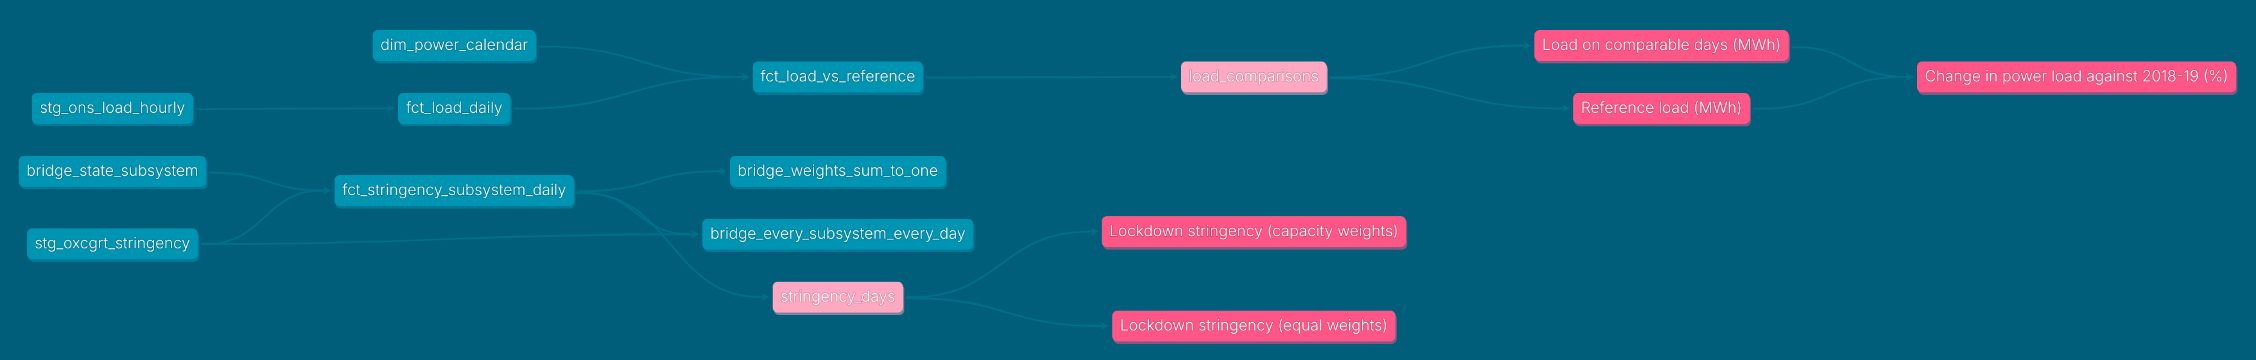 dim_power_calendar
Load on comparable days (MWh)
fct_load_vs_reference
load_comparisons
Change in power load against 2018-19 (%)
stg_ons_load_hourly
fct_load_daily
Reference load (MWh)
bridge_state_subsystem
bridge_weights_sum_to_one
fct_stringency_subsystem_daily
Lockdown stringency (capacity weights)
bridge_every_subsystem_every_day
stg_oxcgrt_stringency
stringency_days
Lockdown stringency (equal weights)